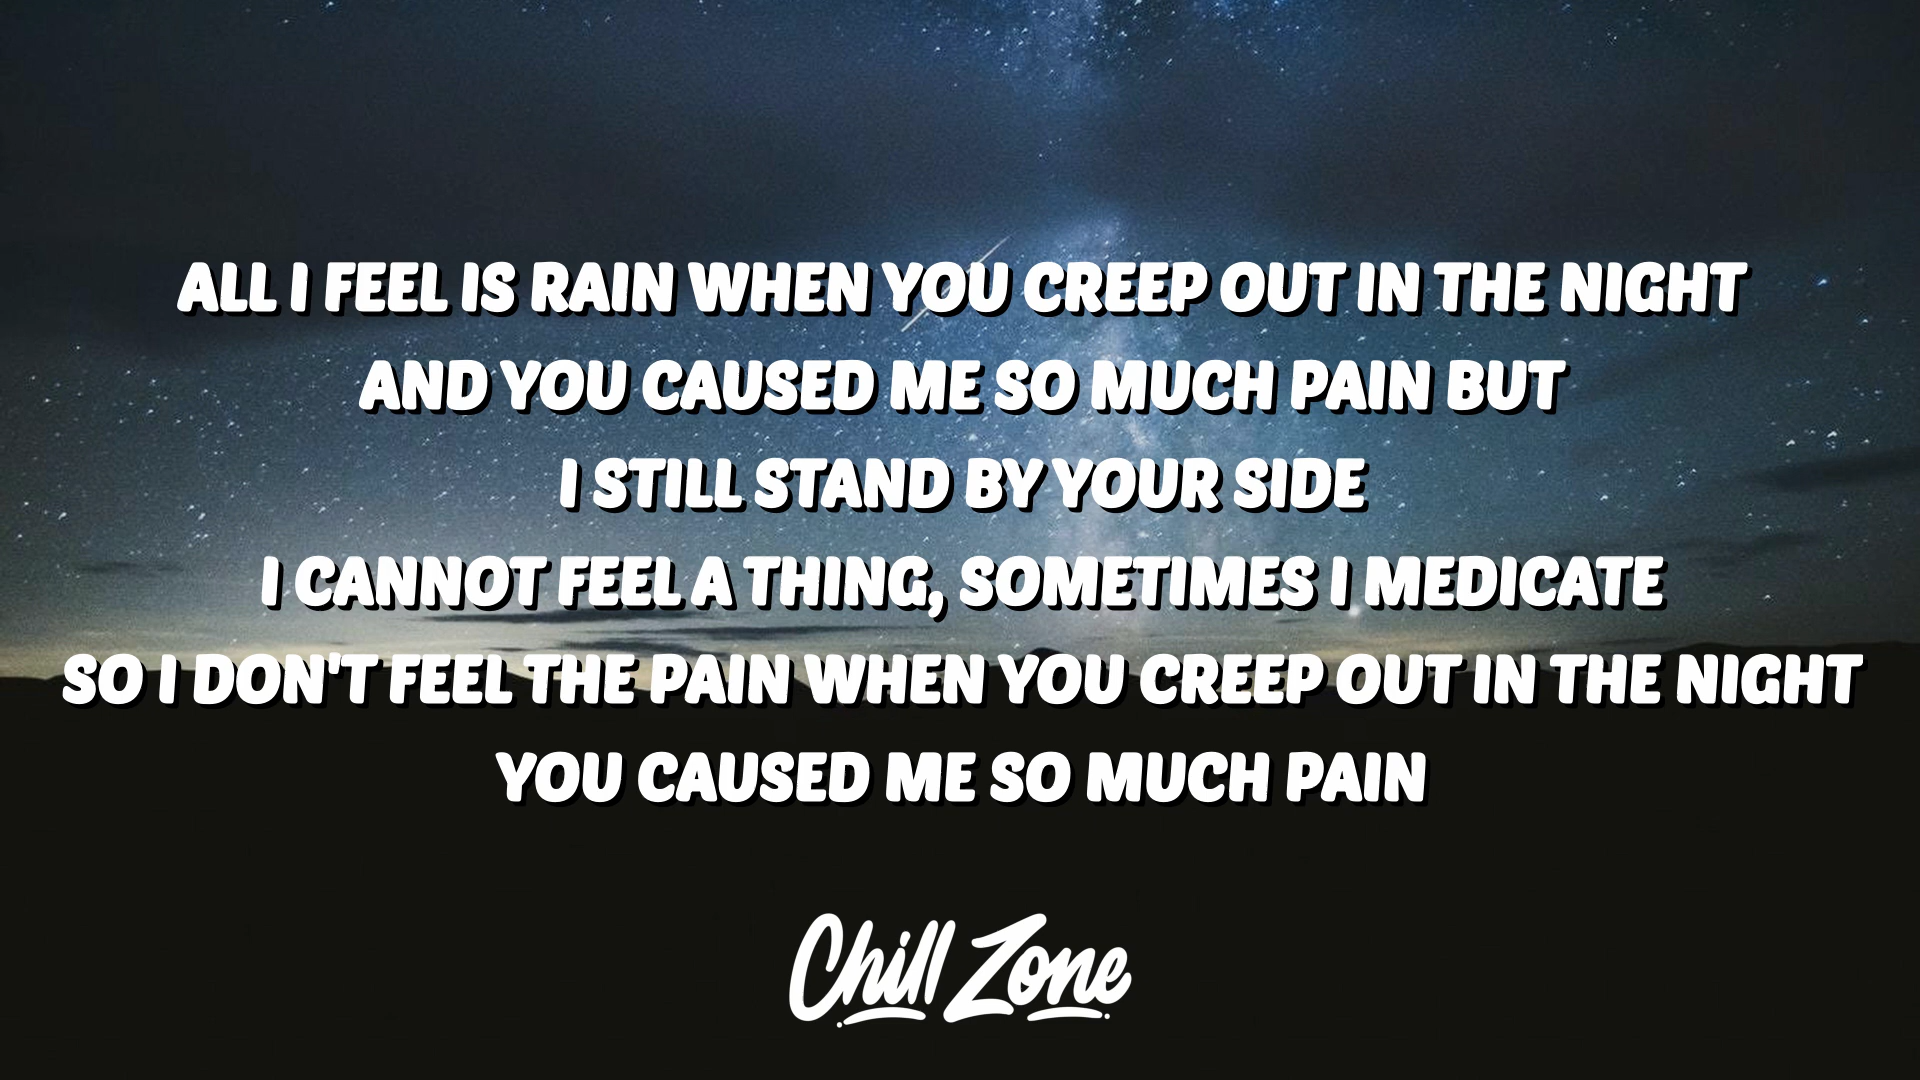 ALL I FEEL IS RAIN WHEN YOU CREEP OUT IN THE NIGHT
AND YOU CAUSED ME SO MUCH PAIN BUT
I STILL STAND BY YOUR SIDE
I CANNOT FEEL A THING, SOMETIMES I MEDICATE
SO I DON'T FEEL THE PAIN WHEN YOU CREEP OUT IN THE NIGHT
YOU CAUSED ME SO MUCH PAIN
Chill Zone